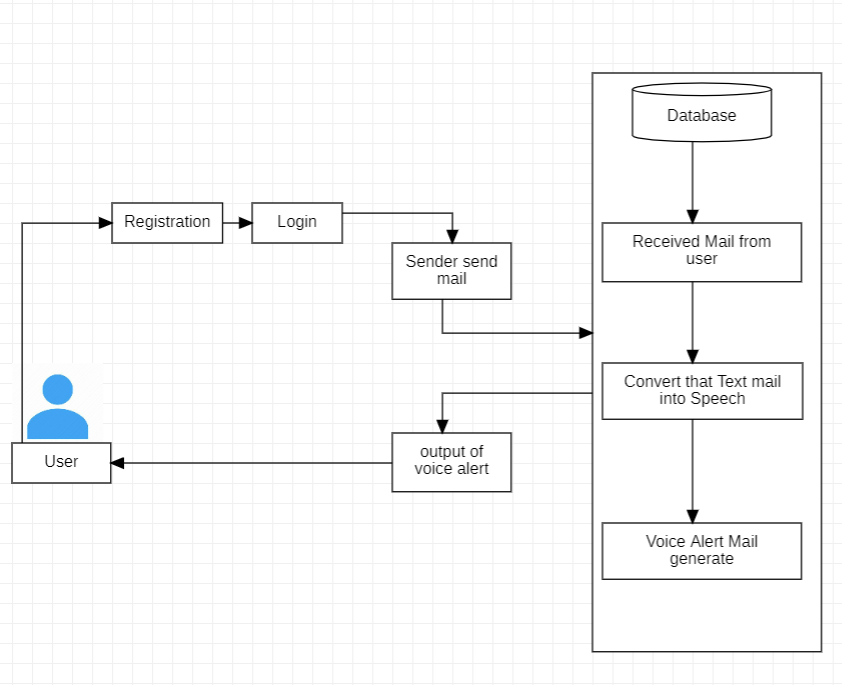 Database
Registration
Login
Sender send
mail
Received Mail from
user
Convert that Text mail
into Speech
output of
voice alert
User
Voice Alert Mail
generate